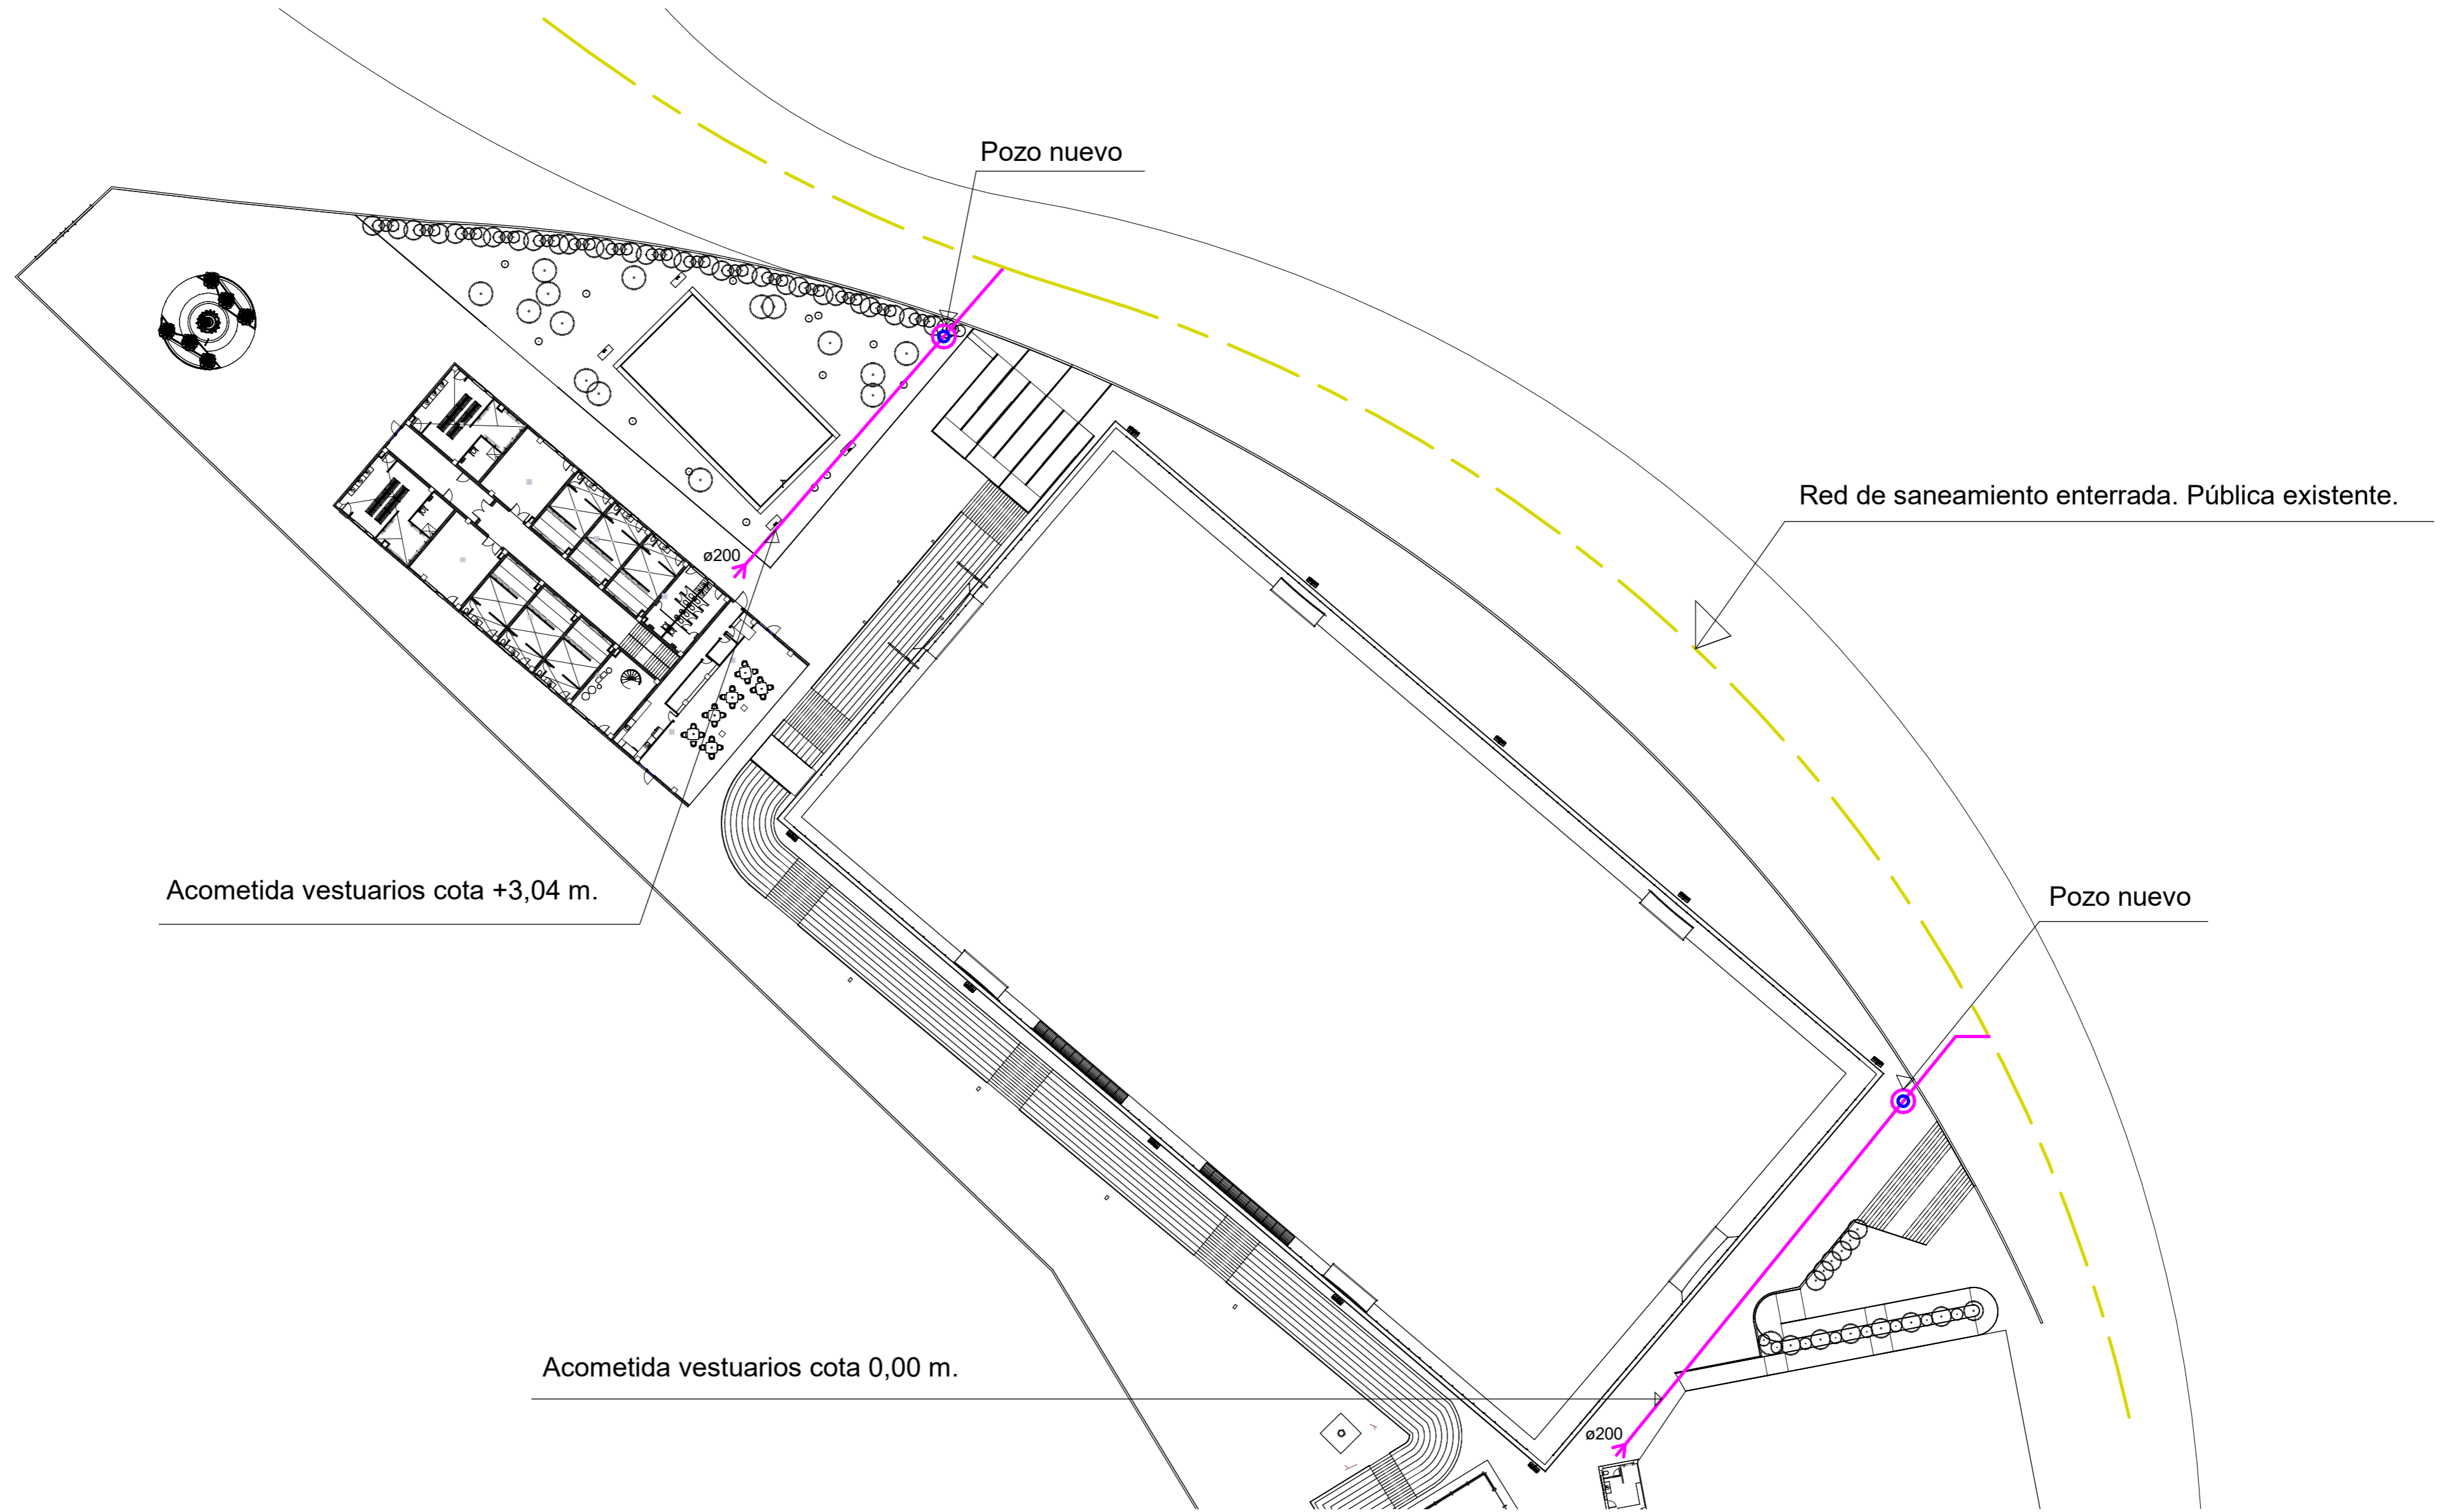 Pozo nuevo
Red de saneamiento enterrada. Pública existente.
ø200
Acometida vestuarios cota +3,04 m.
Pozo nuevo
Acometida vestuarios cota 0,00 m.
ø200